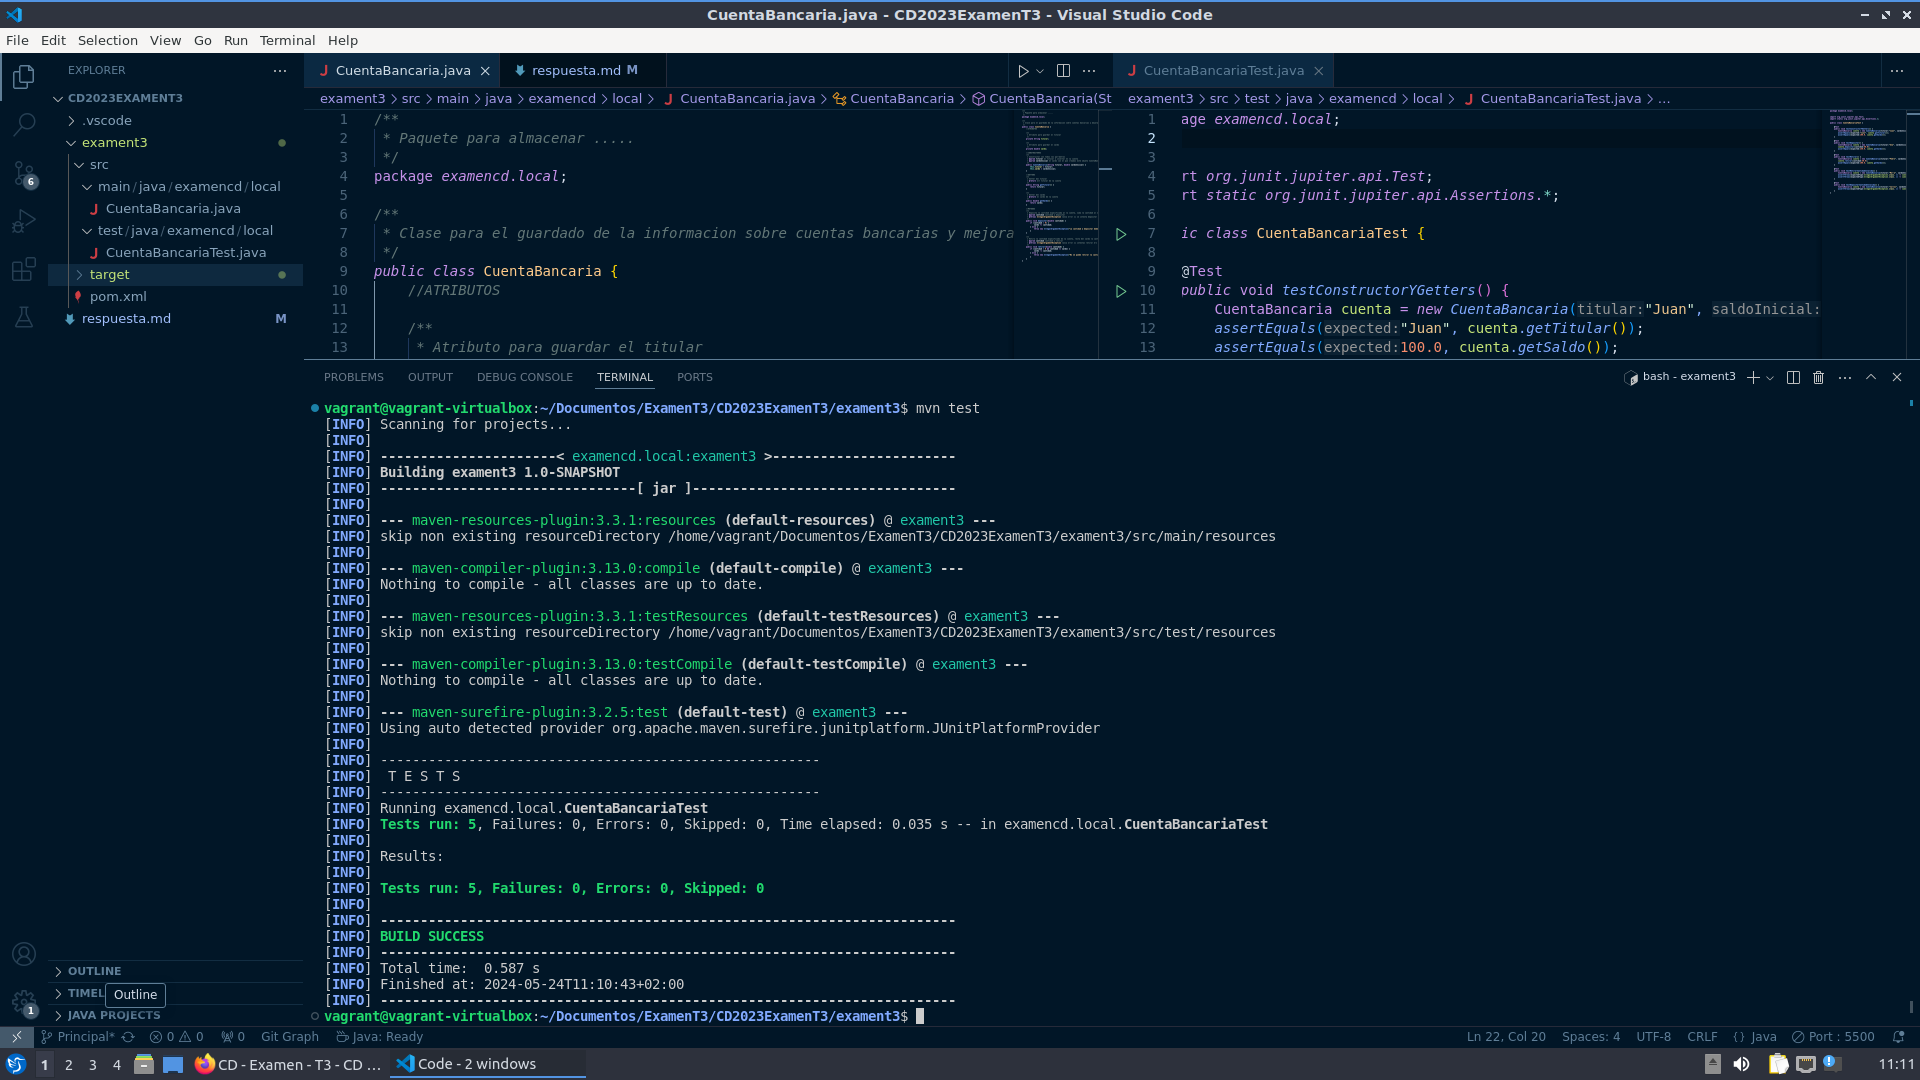 CuentaBancaria.java - CD2023ExamenT3 - Visual Studio Code
File Edit Selection View Go Run Terminal Help
EXPLORER
CD2023EXAMENT3
.vscode
exament3
src
main/java/examencd/local
CuentaBancaria.java
test/java/examencd/local
CuentaBancariaTest.java
target
pom.xml
respuesta.md M
6
OUTLINE
TIMEL
Outline
JAVA PROJECTS
1
CuentaBancaria.java
respuesta.md M
exament3 > src > main > java > examencd > local > CuentaBancaria.java > CuentaBancaria > CuentaBancaria(St
1 /**
2 * Paquete para almacenar .....
3 */
4 package examencd.local;
5
6 /**
7 * Clase para el guardado de la informacion sobre cuentas bancarias y mejora
8 */
9 public class CuentaBancaria {
10 //ATRIBUTOS
11
12 /**
13 * Atributo para guardar el titular
CuentaBancariaTest.java
exament3 > src > test > java > examencd > local > CuentaBancariaTest.java > ...
1 age examencd.local;
2
3
4 rt org.junit.jupiter.api.Test;
5 rt static org.junit.jupiter.api.Assertions.*;
6
7 ic class CuentaBancariaTest {
8
9 @Test
10 public void testConstructorYGetters() {
11 CuentaBancaria cuenta = new CuentaBancaria(titular:"Juan", saldoInicial:
12 assertEquals(expected:"Juan", cuenta.getTitular());
13 assertEquals(expected:100.0, cuenta.getSaldo());
PROBLEMS OUTPUT DEBUG CONSOLE TERMINAL PORTS
bash - exament3
vagrant@vagrant-virtualbox:~/Documentos/ExamenT3/CD2023ExamenT3/exament3$ mvn test
[INFO] Scanning for projects...
[INFO]
[INFO] ----------------------< examencd.local:exament3 >-----------------------
[INFO] Building exament3 1.0-SNAPSHOT
[INFO] --------------------------------[ jar ]---------------------------------
[INFO]
[INFO] --- maven-resources-plugin:3.3.1:resources (default-resources) @ exament3 ---
[INFO] skip non existing resourceDirectory /home/vagrant/Documentos/ExamenT3/CD2023ExamenT3/exament3/src/main/resources
[INFO]
[INFO] --- maven-compiler-plugin:3.13.0:compile (default-compile) @ exament3 ---
[INFO] Nothing to compile - all classes are up to date.
[INFO]
[INFO] --- maven-resources-plugin:3.3.1:testResources (default-testResources) @ exament3 ---
[INFO] skip non existing resourceDirectory /home/vagrant/Documentos/ExamenT3/CD2023ExamenT3/exament3/src/test/resources
[INFO]
[INFO] --- maven-compiler-plugin:3.13.0:testCompile (default-testCompile) @ exament3 ---
[INFO] Nothing to compile - all classes are up to date.
[INFO]
[INFO] --- maven-surefire-plugin:3.2.5:test (default-test) @ exament3 ---
[INFO] Using auto detected provider org.apache.maven.surefire.junitplatform.JUnitPlatformProvider
[INFO]
[INFO] -------------------------------------------------------
[INFO]  T E S T S
[INFO] -------------------------------------------------------
[INFO] Running examencd.local.CuentaBancariaTest
[INFO] Tests run: 5, Failures: 0, Errors: 0, Skipped: 0, Time elapsed: 0.035 s -- in examencd.local.CuentaBancariaTest
[INFO]
[INFO] Results:
[INFO]
[INFO] Tests run: 5, Failures: 0, Errors: 0, Skipped: 0
[INFO]
[INFO] ------------------------------------------------------------------------
[INFO] BUILD SUCCESS
[INFO] ------------------------------------------------------------------------
[INFO] Total time:  0.587 s
[INFO] Finished at: 2024-05-24T11:10:43+02:00
[INFO] ------------------------------------------------------------------------
vagrant@vagrant-virtualbox:~/Documentos/ExamenT3/CD2023ExamenT3/exament3$
Principal* 0 0 0 Git Graph Java: Ready Ln 22, Col 20 Spaces: 4 UTF-8 CRLF {} Java Port : 5500
1 2 3 4 CD - Examen - T3 - CD ... Code - 2 windows 11:11